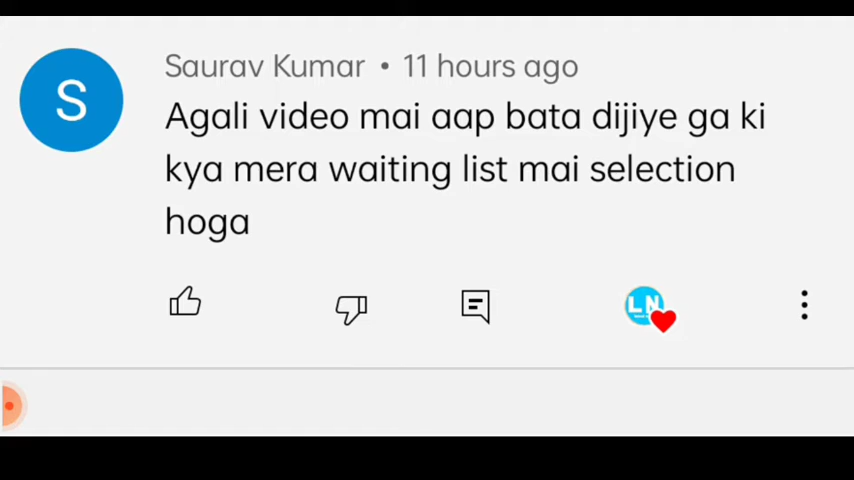 S
Saurav Kumar • 11 hours ago
Agali video mai aap bata dijiye ga ki
kya mera waiting list mai selection
hoga
LN